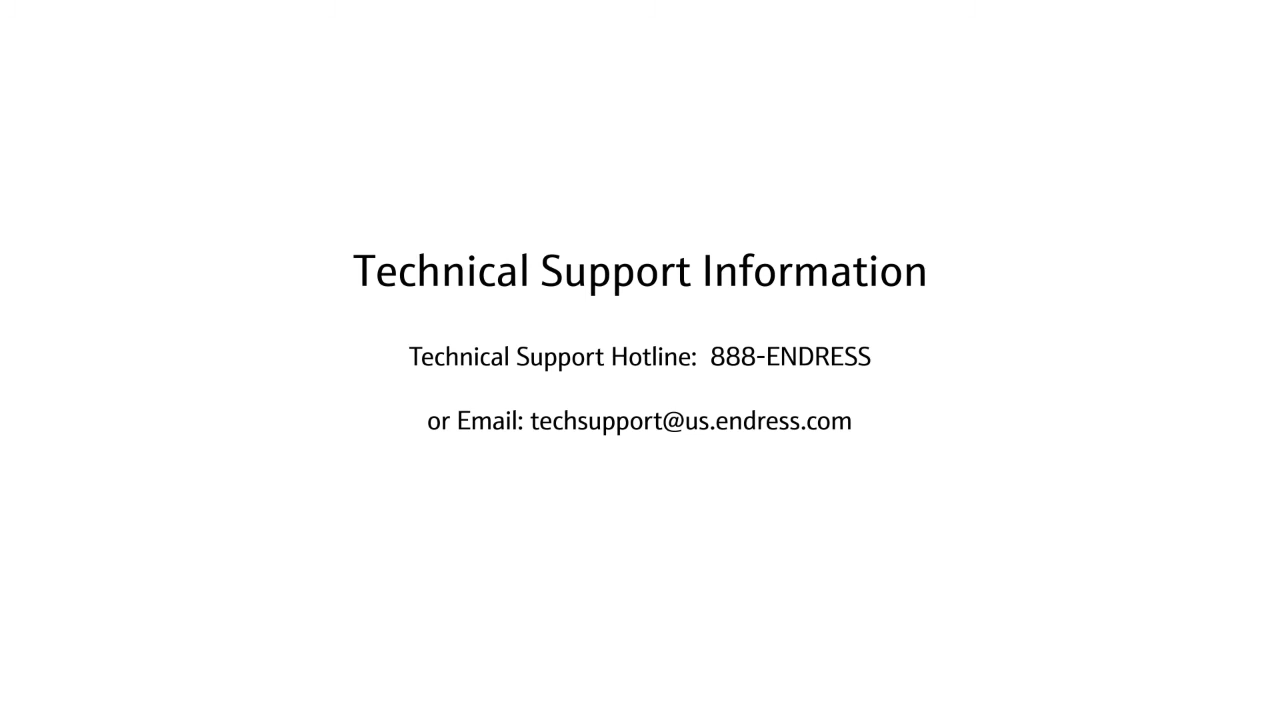 Technical Support Information
Technical Support Hotline:  888-ENDRESS
or Email: techsupport@us.endress.com